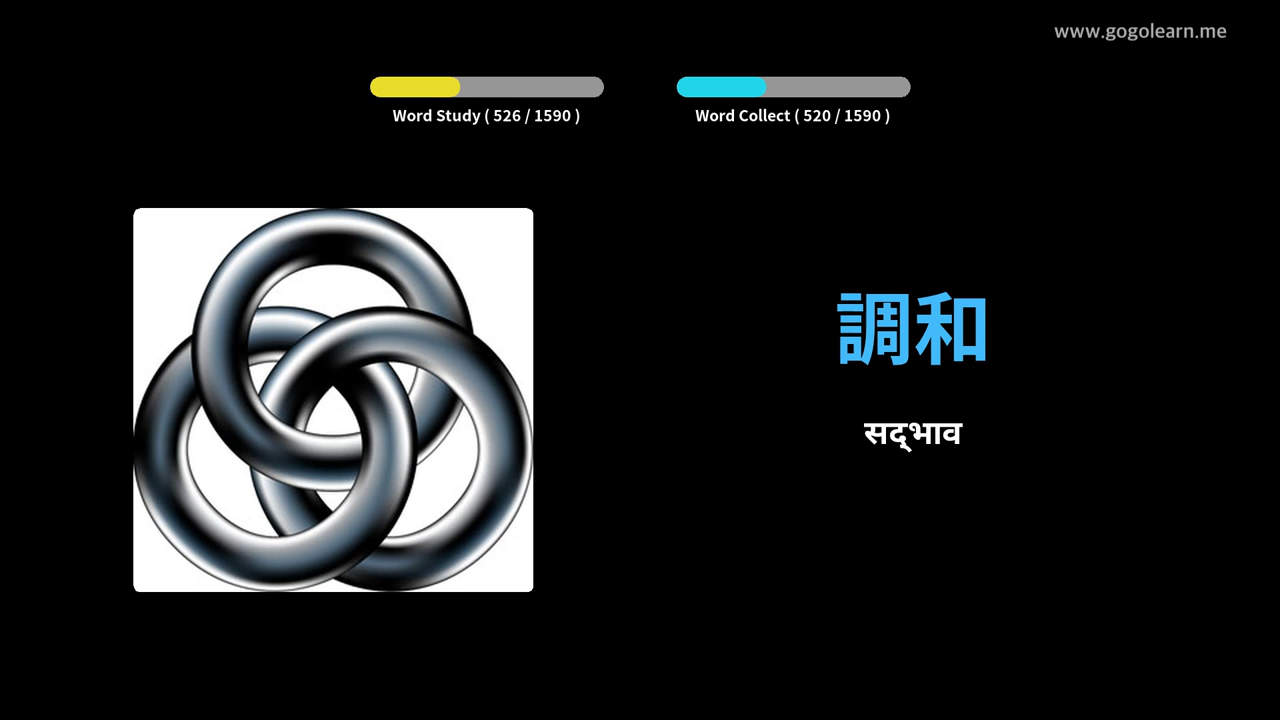 www.gogolearn.me
Word Study ( 526 / 1590 )
Word Collect ( 520 / 1590 )
調和
सद्‌भाव